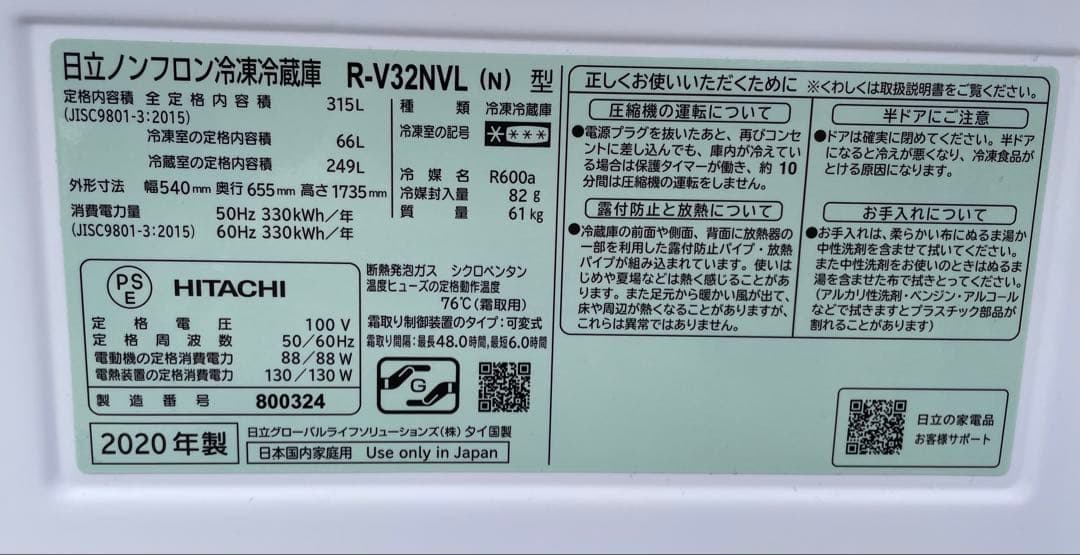 日立ノンフロン冷凍冷蔵庫 R-V32NVL (N) 型
定格内容積 全定格内容積 315L
(JISC9801-3:2015)
冷凍室の定格内容積 66L
冷蔵室の定格内容積 249L
外形寸法 幅540mm 奥行655mm 高さ1735mm
消費電力量 50Hz 330kWh/年
(JISC9801-3:2015) 60Hz 330kWh/年
種類 冷凍冷蔵庫
冷凍室の記号 ****
冷媒名 R600a
冷媒封入量 82g
質量 61kg
PS
E
HITACHI
定格電圧 100V
定格周波数 50/60Hz
電動機の定格消費電力 88/88W
電熱装置の定格消費電力 130/130W
製造番号 800324
断熱発泡ガス シクロペンタン
温度ヒューズの定格動作温度
76℃(霜取用)
霜取り制御装置のタイプ:可変式
霜取り間隔:最長48.0時間,最短6.0時間
G
2020年製
日立グローバルライフソリューションズ(株) タイ国製
日本国内家庭用 Use only in Japan
正しくお使いいただくために ※くわしくは取扱説明書をご覧ください。
圧縮機の運転について
●電源プラグを抜いたあと、再びコンセ
ントに差し込んでも、庫内が冷えてい
る場合は保護タイマーが働き、約10
分間は圧縮機の運転をしません。
露付防止と放熱について
●冷蔵庫の前面や側面、背面に放熱器の
一部を利用した露付防止パイプ・放熱
パイプが組み込まれています。使いは
じめや夏場などは熱く感じることがあ
ります。また足元から暖かい風が出て、
床や周辺が熱くなることがありますが、
これらは異常ではありません。
半ドアにご注意
●ドアは確実に閉めてください。半ドア
になると冷えが悪くなり、冷凍食品が
とける原因になります。
お手入れについて
●お手入れは、柔らかい布にぬるま湯か
中性洗剤を含ませて拭いてください。
また中性洗剤をお使いのときはぬるま
湯を含ませた布で拭きとってください。
(アルカリ性洗剤・ベンジン・アルコール
などで拭きますとプラスチック部品が
割れることがあります)
日立の家電品
お客様サポート